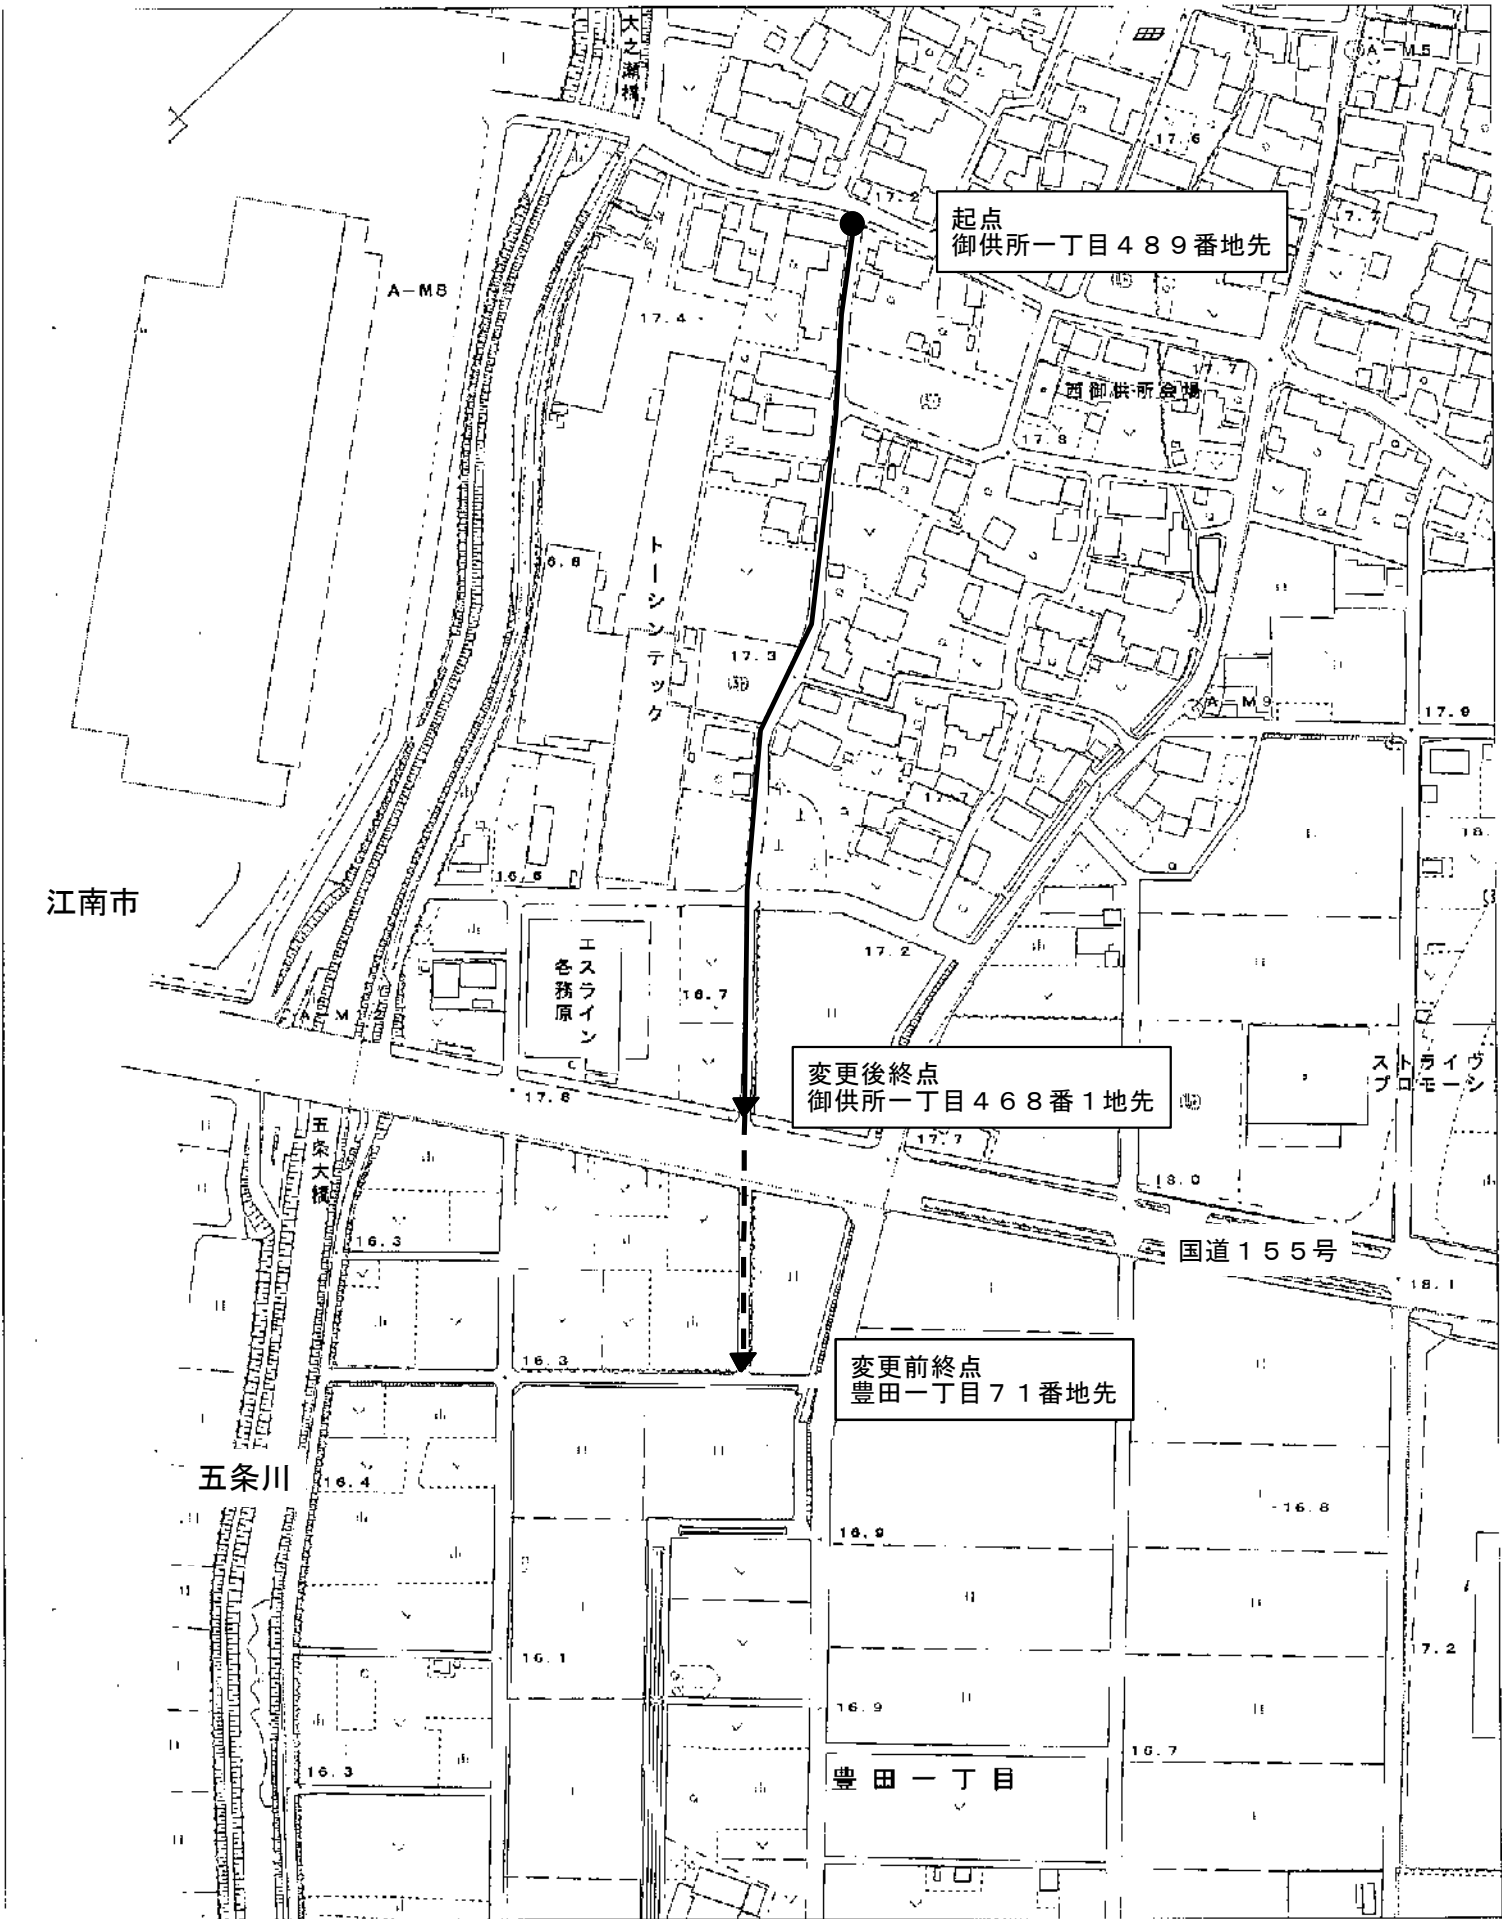 大之瀬橋
A-M5
17.6
17.2
17.7
起点
御供所一丁目489番地先
A-M8
17.4
17.7
西御供所会場
17.8
16.8
トーシンテック
17.3
A-M9
17.9
17.7
18.
16.6
江南市
エスライン
各務原
17.2
16.7
A-M2
ストライヴ
プロモーシ
変更後終点
御供所一丁目468番1地先
17.6
17.7
五条大橋
18.0
16.3
国道155号
18.1
16.3
変更前終点
豊田一丁目71番地先
五条川
16.4
16.8
16.9
16.1
17.2
16.9
16.7
16.3
豊田一丁目